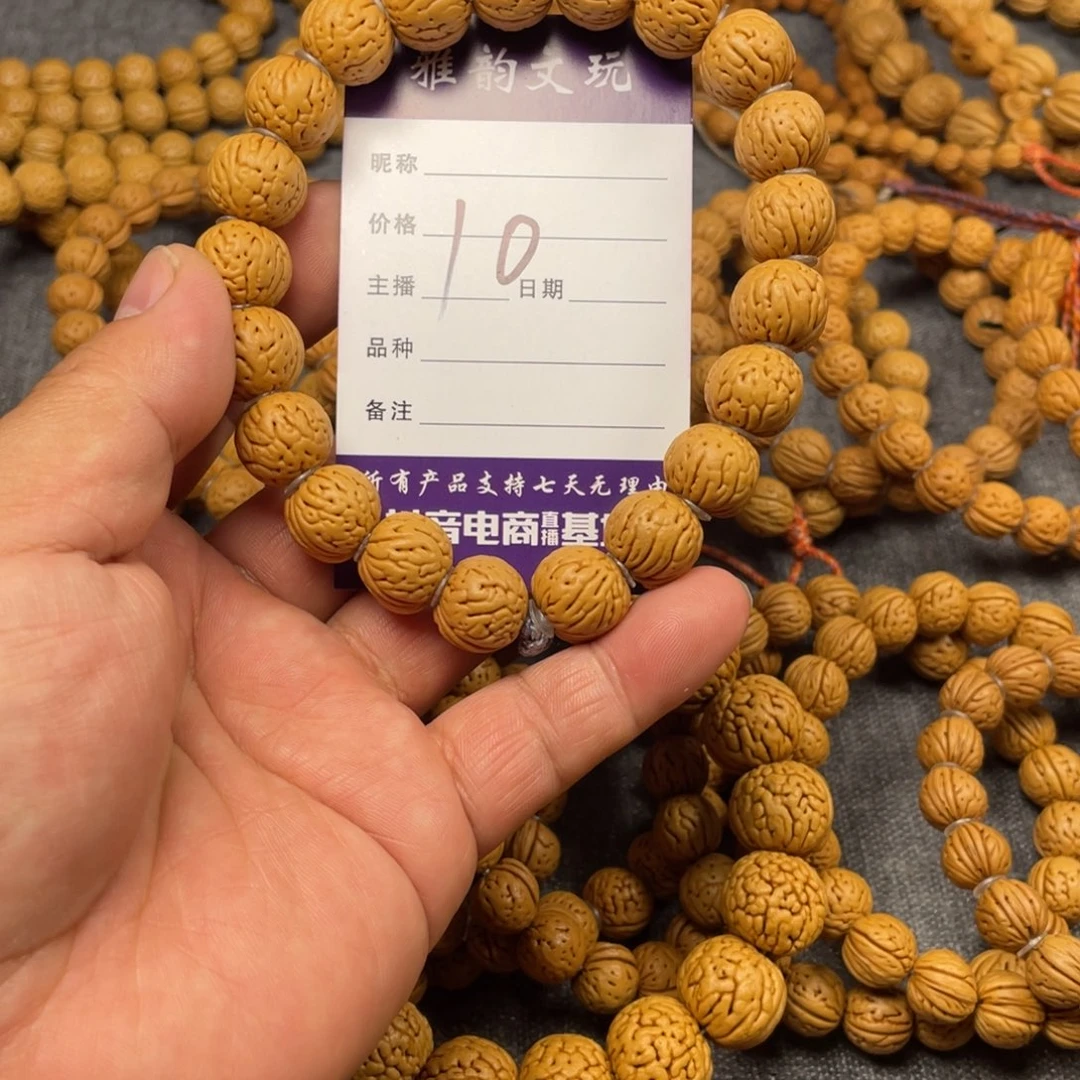 雅韵文玩
昵称
价格
10
主播 日期
品种
备注
所有产品支持七天无理由
音电商直播基